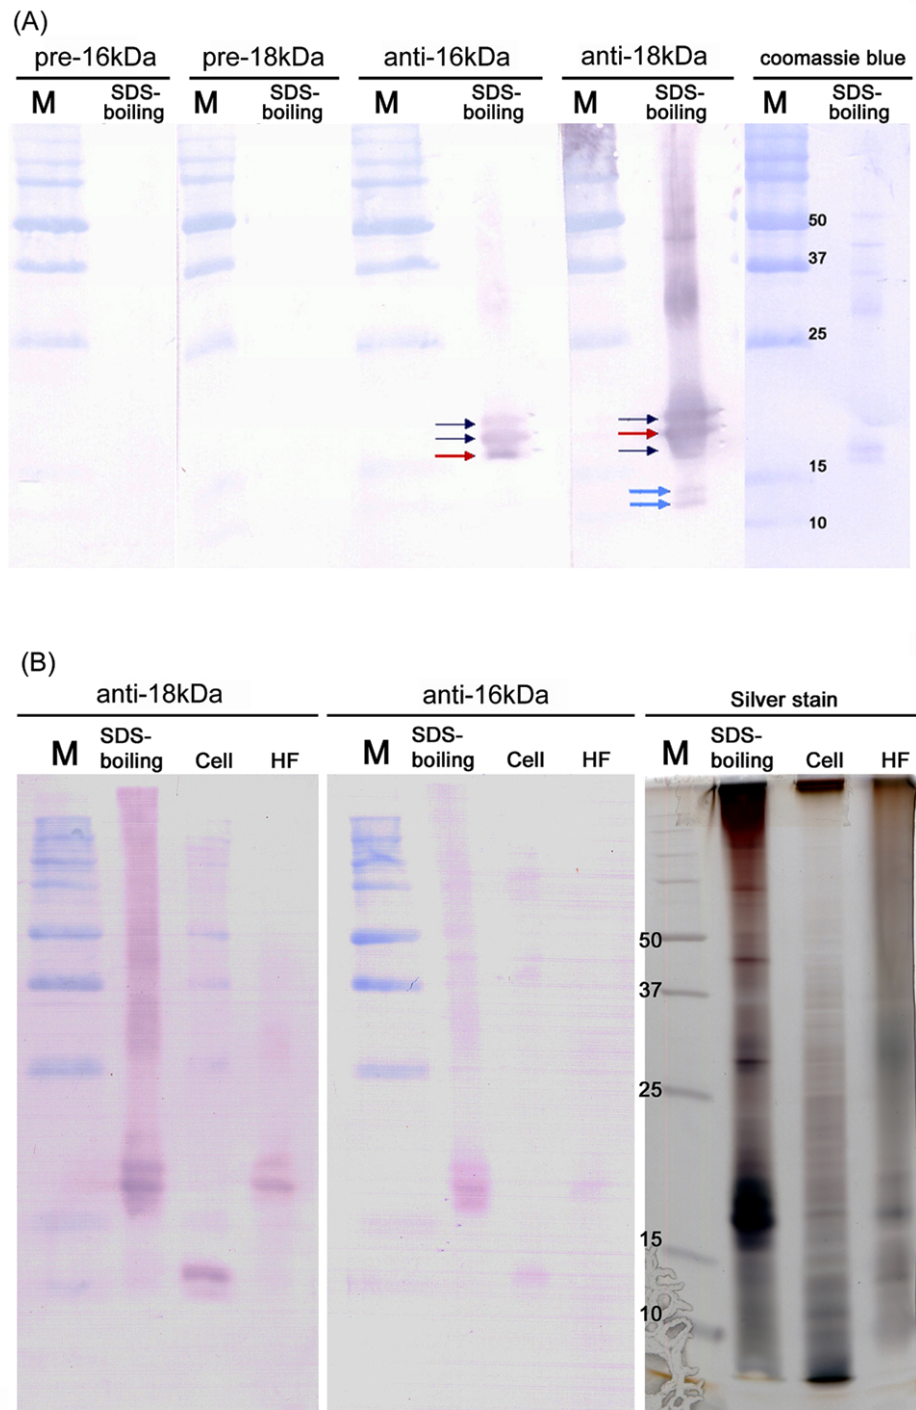 (A)
pre-16kDa pre-18kDa anti-16kDa anti-18kDa coomassie blue
M SDS- M SDS- M SDS- M SDS- M SDS-
boiling boiling boiling boiling boiling
50
37
25
15
10
(B)
anti-18kDa anti-16kDa Silver stain
M SDS- Cell HF M SDS- Cell HF M SDS- Cell HF
boiling boiling boiling
50
37
25
15
10